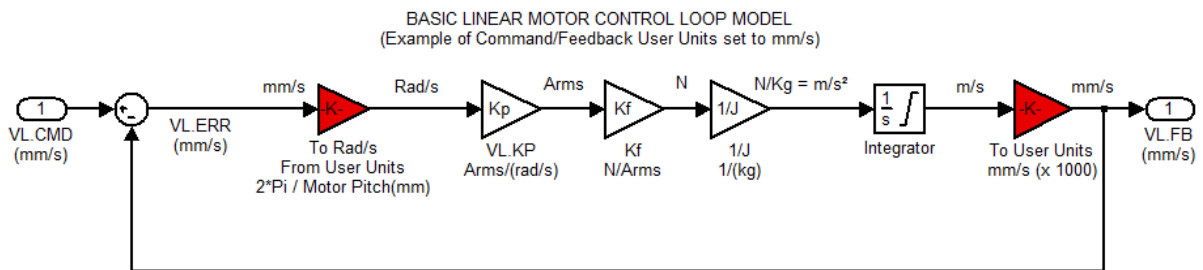 BASIC LINEAR MOTOR CONTROL LOOP MODEL
(Example of Command/Feedback User Units set to mm/s)
mm/s
Rad/s
Arms
N
N/Kg = m/s²
m/s
mm/s
1
-K-
Kp
Kf
1/J
1
s
-K-
1
VL.CMD
(mm/s)
VL.ERR
(mm/s)
To Rad/s
From User Units
2*Pi / Motor Pitch(mm)
VL.KP
Arms/(rad/s)
Kf
N/Arms
1/J
1/(kg)
Integrator
To User Units
mm/s (x 1000)
VL.FB
(mm/s)